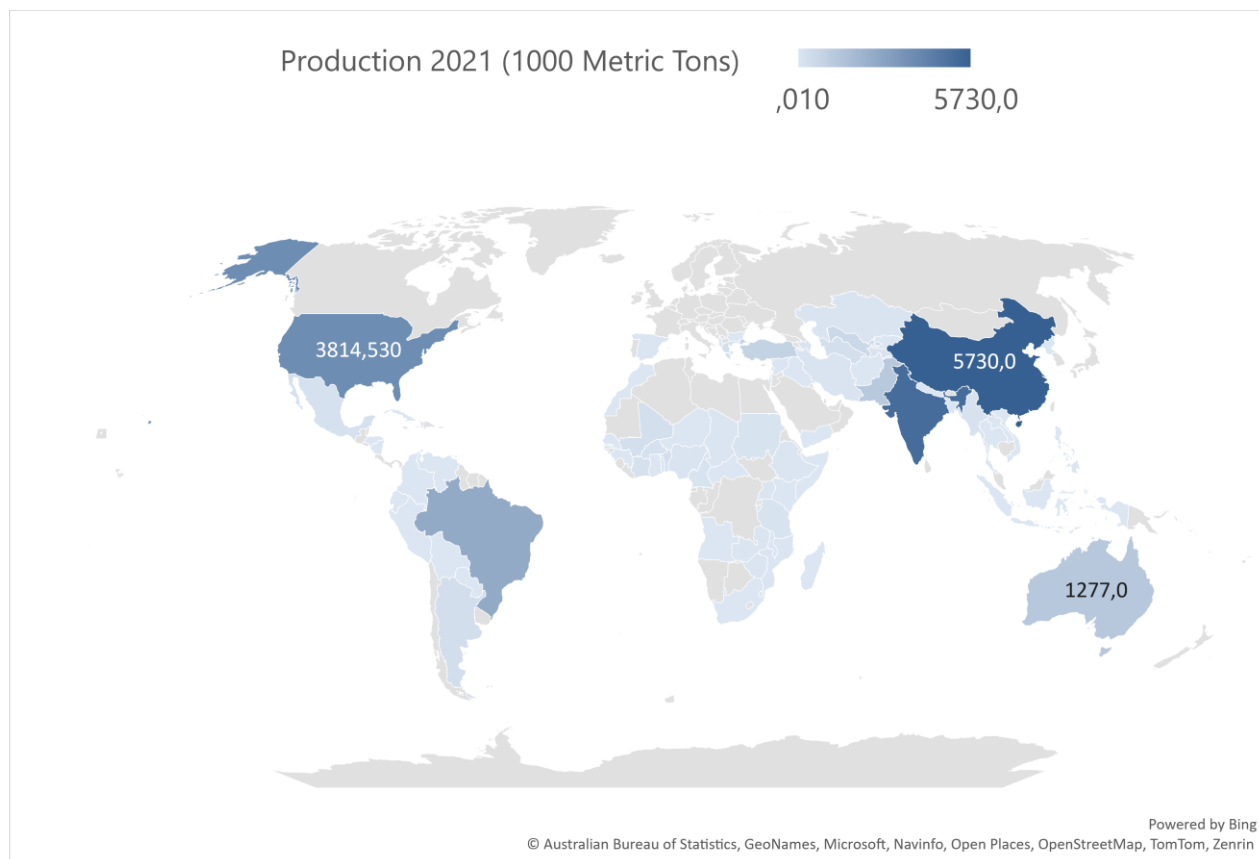 Production 2021 (1000 Metric Tons)
,010 5730,0
3814,530
5730,0
1277,0
Powered by Bing
© Australian Bureau of Statistics, GeoNames, Microsoft, Navinfo, Open Places, OpenStreetMap, TomTom, Zenrin